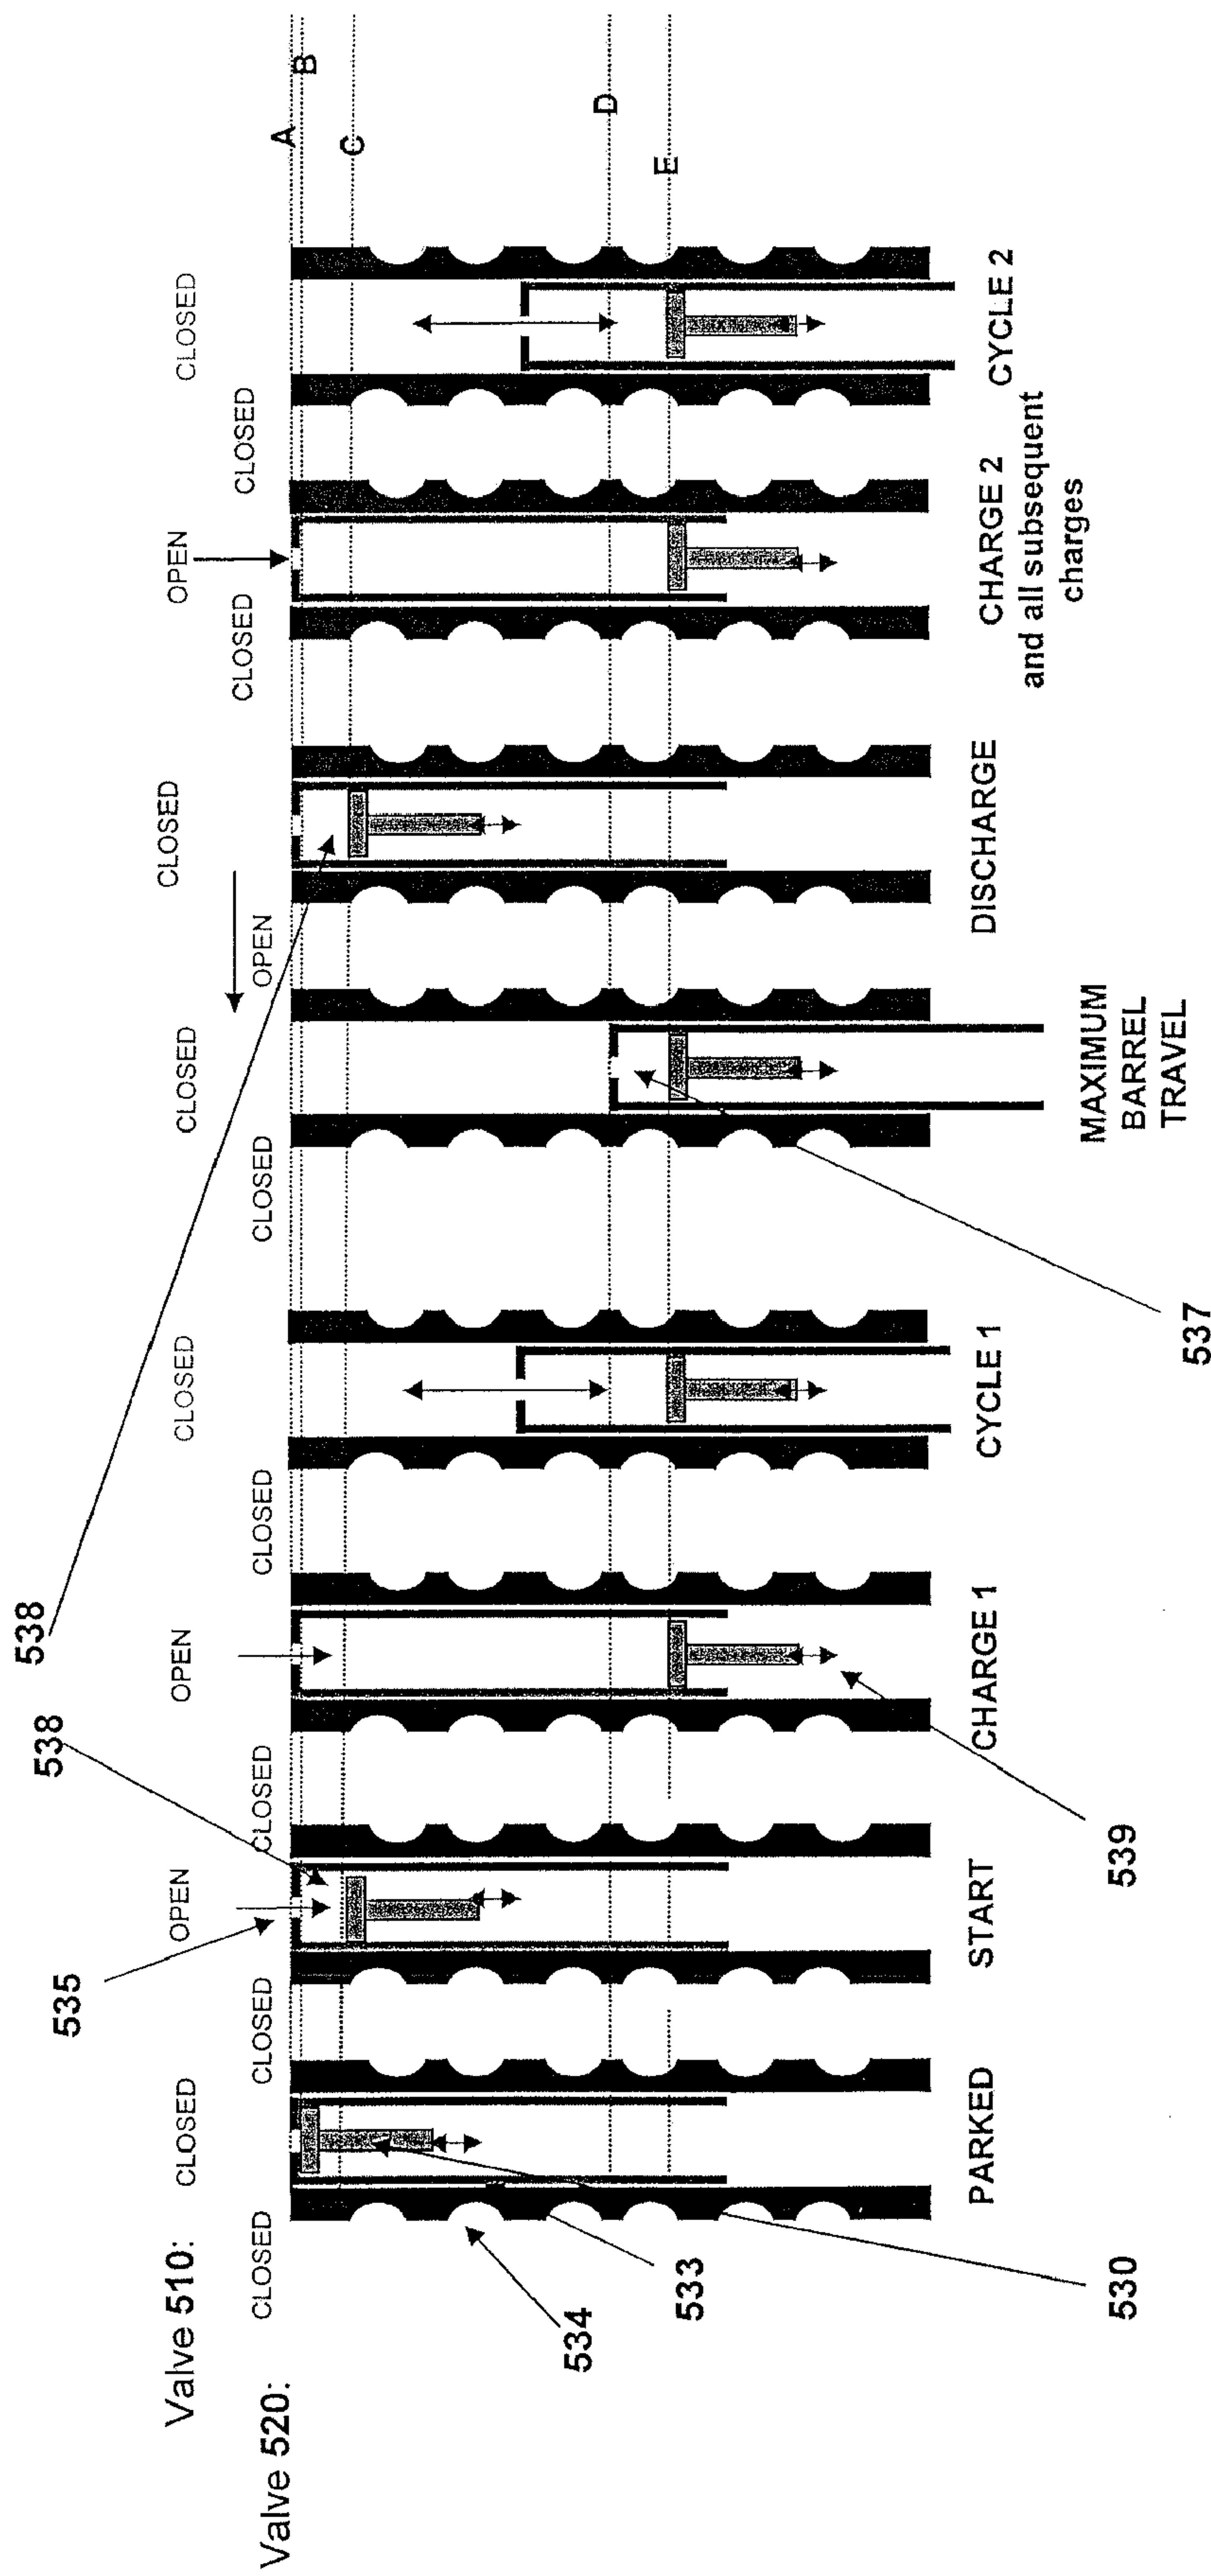 538
538
535
Valve 510: CLOSED OPEN OPEN CLOSED CLOSED CLOSED OPEN CLOSED
Valve 520: CLOSED CLOSED CLOSED CLOSED CLOSED OPEN CLOSED CLOSED
A
B
C
D
E
534
533
530
539
537
PARKED
START
CHARGE 1
CYCLE 1
MAXIMUM
BARREL
TRAVEL
DISCHARGE
CHARGE 2
and all subsequent
charges
CYCLE 2